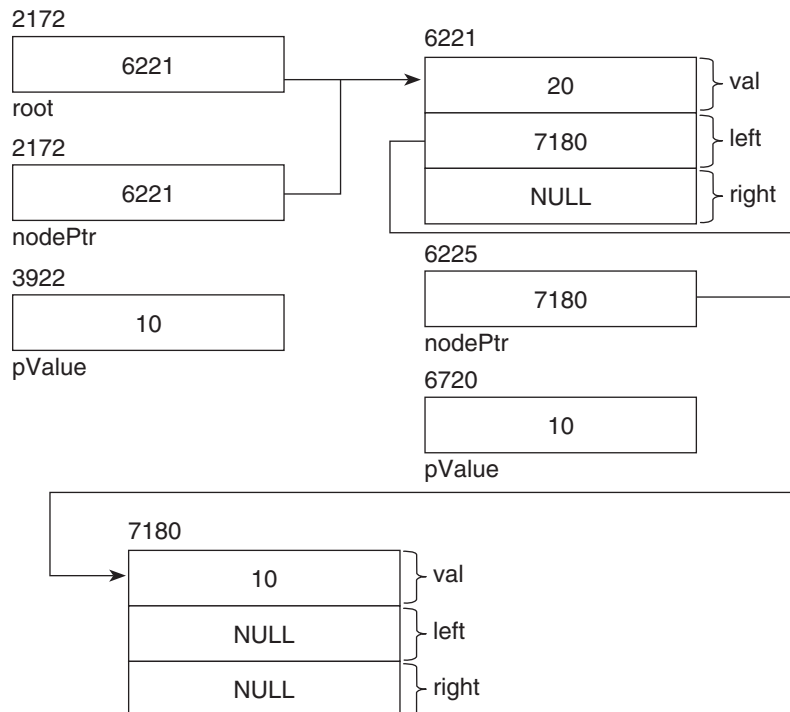 2172
6221
root
2172
6221
nodePtr
3922
10
pValue
6221
20
val
7180
left
NULL
right
6225
7180
nodePtr
6720
10
pValue
7180
10
val
NULL
left
NULL
right